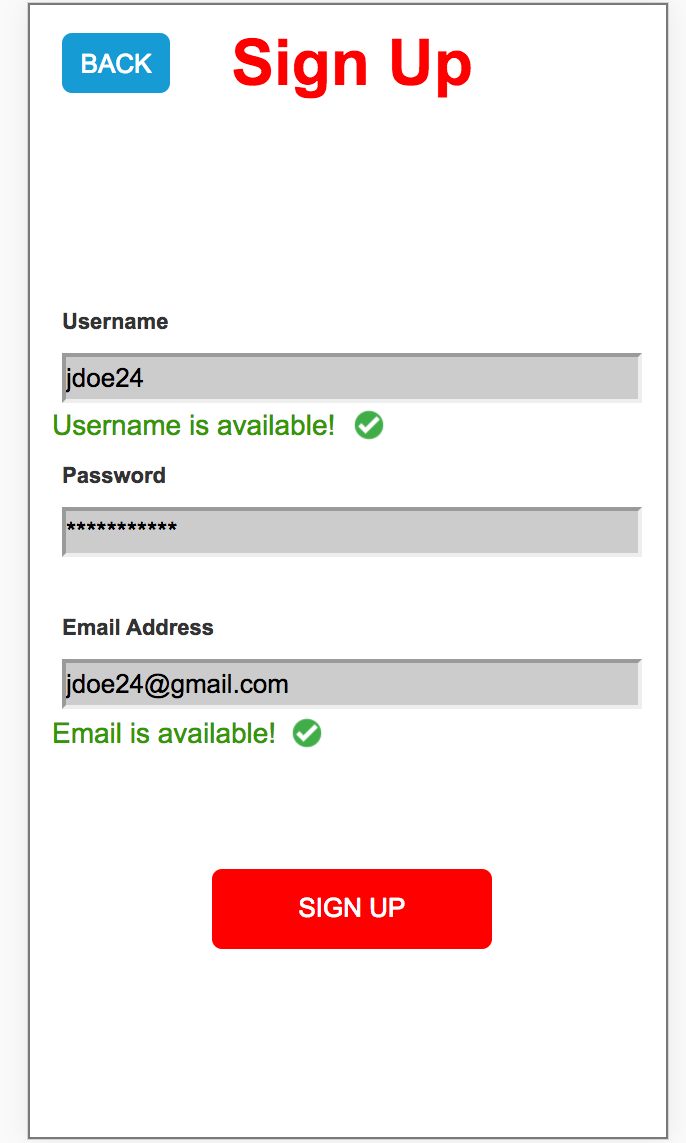 BACK
Sign Up
Username
jdoe24
Username is available!
Password
***********
Email Address
jdoe24@gmail.com
Email is available!
SIGN UP